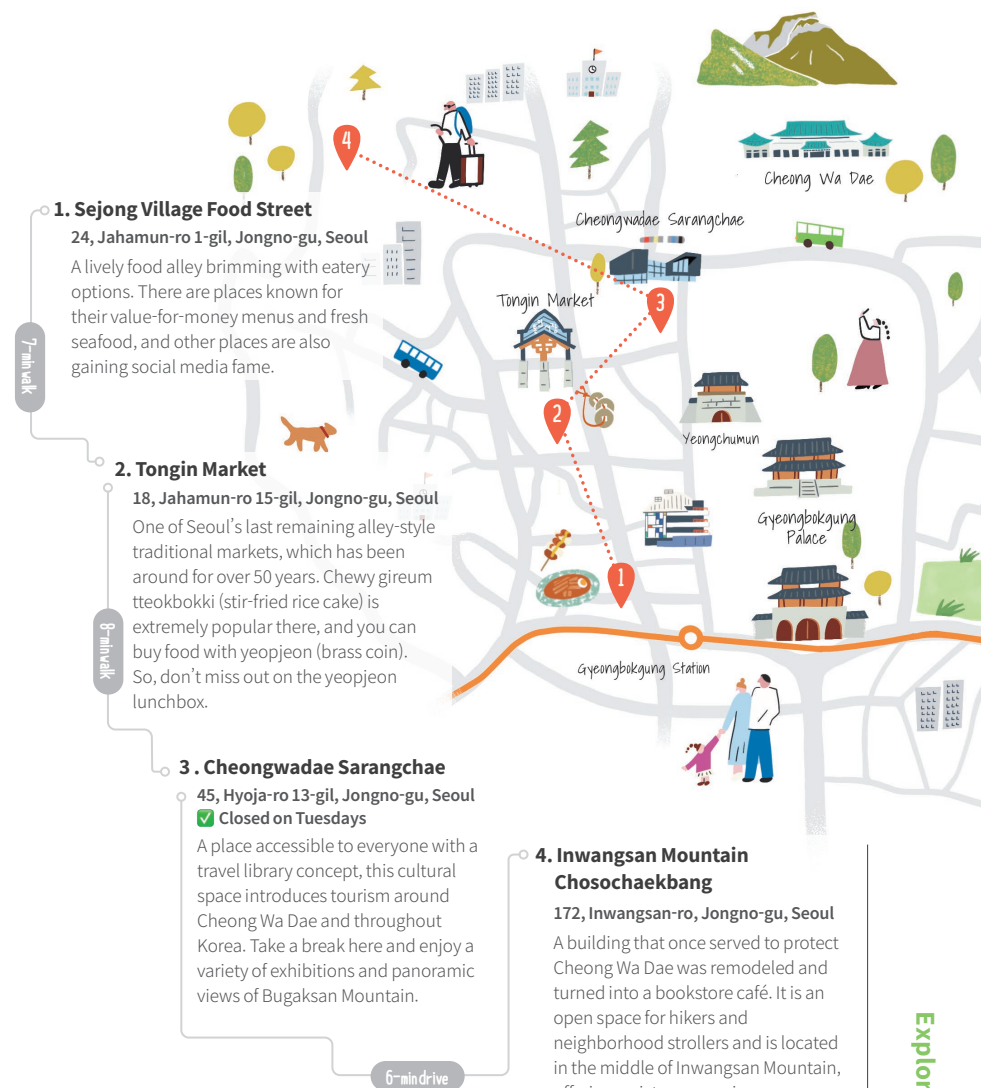 4
Cheong Wa Dae
Cheongwadae Sarangchae
Tongin Market
3
2
Yeongchumun
Gyeongbokgung
Palace
1
Gyeongbokgung Station
1. Sejong Village Food Street
24, Jahamun-ro 1-gil, Jongno-gu, Seoul
A lively food alley brimming with eatery
options. There are places known for
their value-for-money menus and fresh
seafood, and other places are also
gaining social media fame.
7-min walk
2. Tongin Market
18, Jahamun-ro 15-gil, Jongno-gu, Seoul
One of Seoul’s last remaining alley-style
traditional markets, which has been
around for over 50 years. Chewy gireum
tteokbokki (stir-fried rice cake) is
extremely popular there, and you can
buy food with yeopjeon (brass coin).
So, don’t miss out on the yeopjeon
lunchbox.
8-min walk
3 . Cheongwadae Sarangchae
45, Hyoja-ro 13-gil, Jongno-gu, Seoul
✅ Closed on Tuesdays
A place accessible to everyone with a
travel library concept, this cultural
space introduces tourism around
Cheong Wa Dae and throughout
Korea. Take a break here and enjoy a
variety of exhibitions and panoramic
views of Bugaksan Mountain.
6-min drive
4. Inwangsan Mountain
Chosochaekbang
172, Inwangsan-ro, Jongno-gu, Seoul
A building that once served to protect
Cheong Wa Dae was remodeled and
turned into a bookstore café. It is an
open space for hikers and
neighborhood strollers and is located
in the middle of Inwangsan Mountain,
Explor